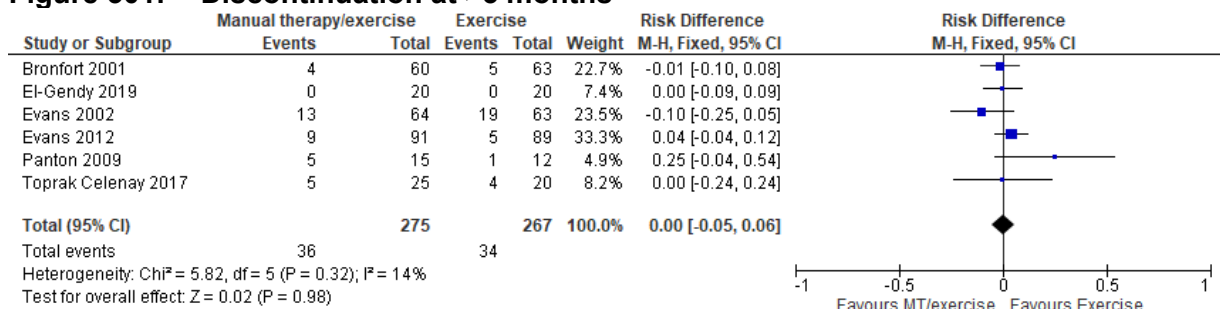 Manual therapy/exercise Exercise Risk Difference Risk Difference
Study or Subgroup Events Total Events Total Weight M-H, Fixed, 95% CI M-H, Fixed, 95% CI
Bronfort 2001 4 60 5 63 22.7% -0.01 [-0.10, 0.08]
El-Gendy 2019 0 20 0 20 7.4% 0.00 [-0.09, 0.09]
Evans 2002 13 64 19 63 23.5% -0.10 [-0.25, 0.05]
Evans 2012 9 91 5 89 33.3% 0.04 [-0.04, 0.12]
Panton 2009 5 15 1 12 4.9% 0.25 [-0.04, 0.54]
Toprak Celenay 2017 5 25 4 20 8.2% 0.00 [-0.24, 0.24]
Total (95% CI) 275 267 100.0% 0.00 [-0.05, 0.06]
Total events 36 34
Heterogeneity: Chi² = 5.82, df = 5 (P = 0.32); I² = 14%
Test for overall effect: Z = 0.02 (P = 0.98)
-1 -0.5 0 0.5 1
Favours MT/exercise Favours Exercise